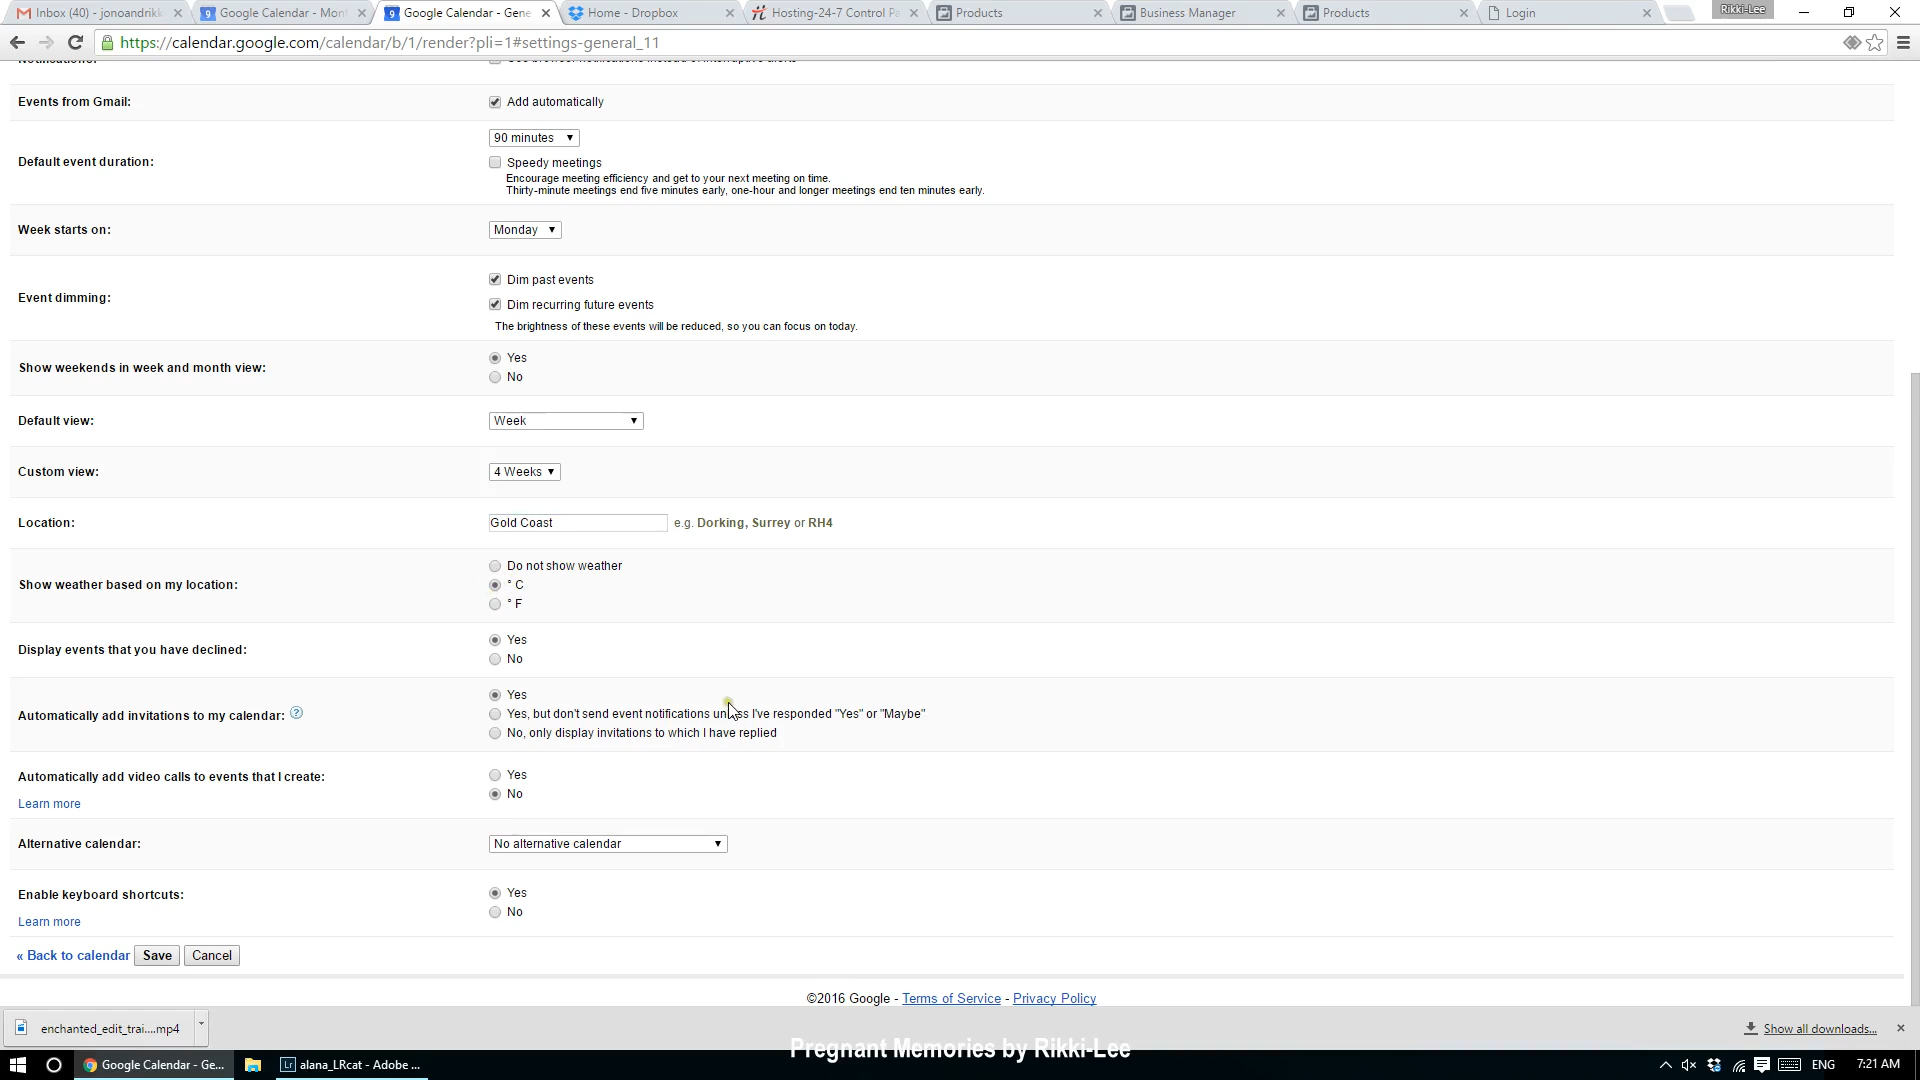 Inbox (40) - jonoandrikk
Google Calendar - Mont
Google Calendar - Gene
Home - Dropbox
Hosting-24-7 Control Pa
Products
Business Manager
Products
Login
Rikki-Lee
https://calendar.google.com/calendar/b/1/render?pli=1#settings-general_11
Events from Gmail:
Add automatically
90 minutes
Default event duration:
Speedy meetings
Encourage meeting efficiency and get to your next meeting on time.
Thirty-minute meetings end five minutes early, one-hour and longer meetings end ten minutes early.
Week starts on:
Monday
Dim past events
Event dimming:
Dim recurring future events
The brightness of these events will be reduced, so you can focus on today.
Show weekends in week and month view:
Yes
No
Default view:
Week
Custom view:
4 Weeks
Location:
Gold Coast
e.g. Dorking, Surrey or RH4
Show weather based on my location:
Do not show weather
° C
° F
Display events that you have declined:
Yes
No
Automatically add invitations to my calendar: ?
Yes
Yes, but don't send event notifications unless I've responded "Yes" or "Maybe"
No, only display invitations to which I have replied
Automatically add video calls to events that I create:
Learn more
Yes
No
Alternative calendar:
No alternative calendar
Enable keyboard shortcuts:
Learn more
Yes
No
« Back to calendar
Save
Cancel
©2016 Google - Terms of Service - Privacy Policy
enchanted_edit_trai....mp4
Show all downloads...
Pregnant Memories by Rikki-Lee
Google Calendar - Ge...
Lr
alana_LRcat - Adobe ...
ENG
7:21 AM